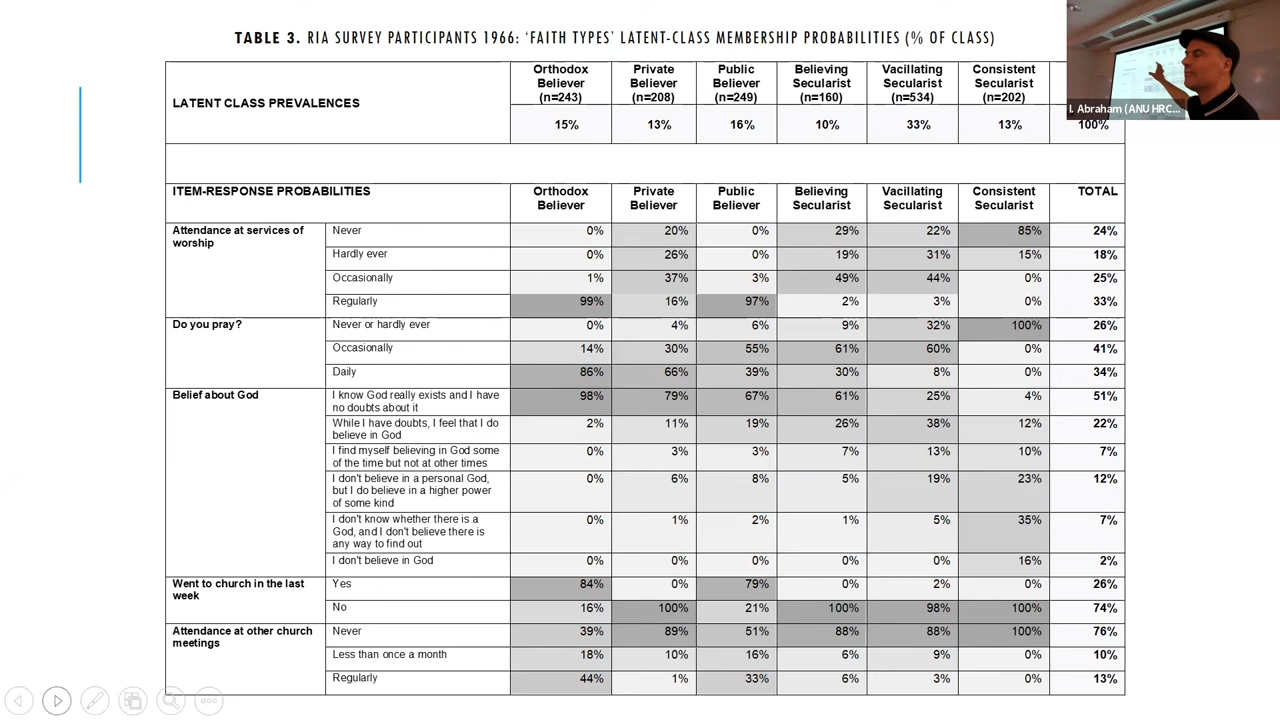 TABLE 3. RIA SURVEY PARTICIPANTS 1966: ‘FAITH TYPES’ LATENT-CLASS MEMBERSHIP PROBABILITIES (% OF CLASS)
LATENT CLASS PREVALENCES
Orthodox Believer (n=243) Private Believer (n=208) Public Believer (n=249) Believing Secularist (n=160) Vacillating Secularist (n=534) Consistent Secularist (n=202)
15% 13% 16% 10% 33% 13% 100%
I. Abraham (ANU HRC...
ITEM-RESPONSE PROBABILITIES Orthodox Believer Private Believer Public Believer Believing Secularist Vacillating Secularist Consistent Secularist TOTAL
Attendance at services of worship
Never 0% 20% 0% 29% 22% 85% 24%
Hardly ever 0% 26% 0% 19% 31% 15% 18%
Occasionally 1% 37% 3% 49% 44% 0% 25%
Regularly 99% 16% 97% 2% 3% 0% 33%
Do you pray?
Never or hardly ever 0% 4% 6% 9% 32% 100% 26%
Occasionally 14% 30% 55% 61% 60% 0% 41%
Daily 86% 66% 39% 30% 8% 0% 34%
Belief about God
I know God really exists and I have no doubts about it 98% 79% 67% 61% 25% 4% 51%
While I have doubts, I feel that I do believe in God 2% 11% 19% 26% 38% 12% 22%
I find myself believing in God some of the time but not at other times 0% 3% 3% 7% 13% 10% 7%
I don't believe in a personal God, but I do believe in a higher power of some kind 0% 6% 8% 5% 19% 23% 12%
I don't know whether there is a God, and I don't believe there is any way to find out 0% 1% 2% 1% 5% 35% 7%
I don't believe in God 0% 0% 0% 0% 0% 16% 2%
Went to church in the last week
Yes 84% 0% 79% 0% 2% 0% 26%
No 16% 100% 21% 100% 98% 100% 74%
Attendance at other church meetings
Never 39% 89% 51% 88% 88% 100% 76%
Less than once a month 18% 10% 16% 6% 9% 0% 10%
Regularly 44% 1% 33% 6% 3% 0% 13%